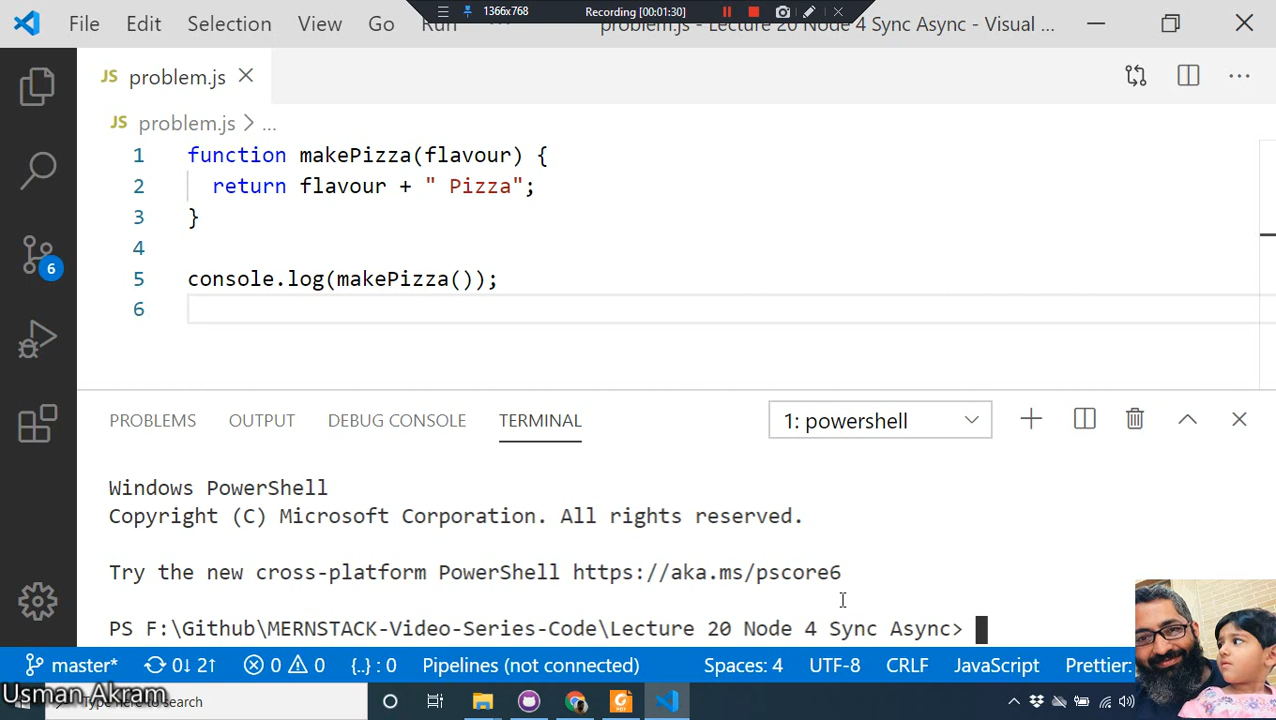 1366x768 Recording [00:01:30]
File Edit Selection View Go Run ... problem.js - Lecture 20 Node 4 Sync Async - Visual ...
JS problem.js
JS problem.js > ...
1 function makePizza(flavour) {
2 return flavour + " Pizza";
3 }
4
5 console.log(makePizza());
6
6
PROBLEMS OUTPUT DEBUG CONSOLE TERMINAL 1: powershell
Windows PowerShell
Copyright (C) Microsoft Corporation. All rights reserved.
Try the new cross-platform PowerShell https://aka.ms/pscore6
PS F:\Github\MERNSTACK-Video-Series-Code\Lecture 20 Node 4 Sync Async>
master* 0↓ 2↑ 0 0 {..} : 0 Pipelines (not connected) Spaces: 4 UTF-8 CRLF JavaScript Prettier:
Usman Akram
Type here to search